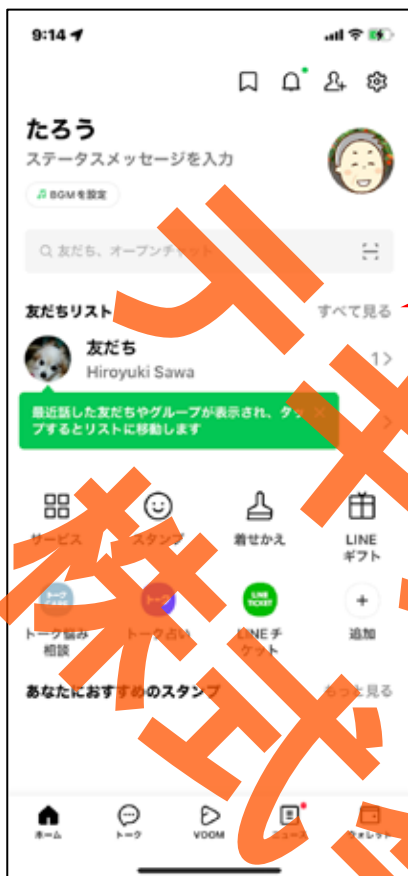 9:14
たろう
ステータスメッセージを入力
BGMを設定
友だち、オープンチャット
友だちリスト
すべて見る
友だち
1
Hiroyuki Sawa
最近話した友だちやグループが表示され、タッ
プするとリストに移動します
サービス
スタンプ
着せかえ
LINE
ギフト
トーク悩み
相談
トーク占い
LINE チ
ケット
追加
あなたにおすすめのスタンプ
もっと見る
ホーム
トーク
VOOM
ニュース
ウォレット
株式